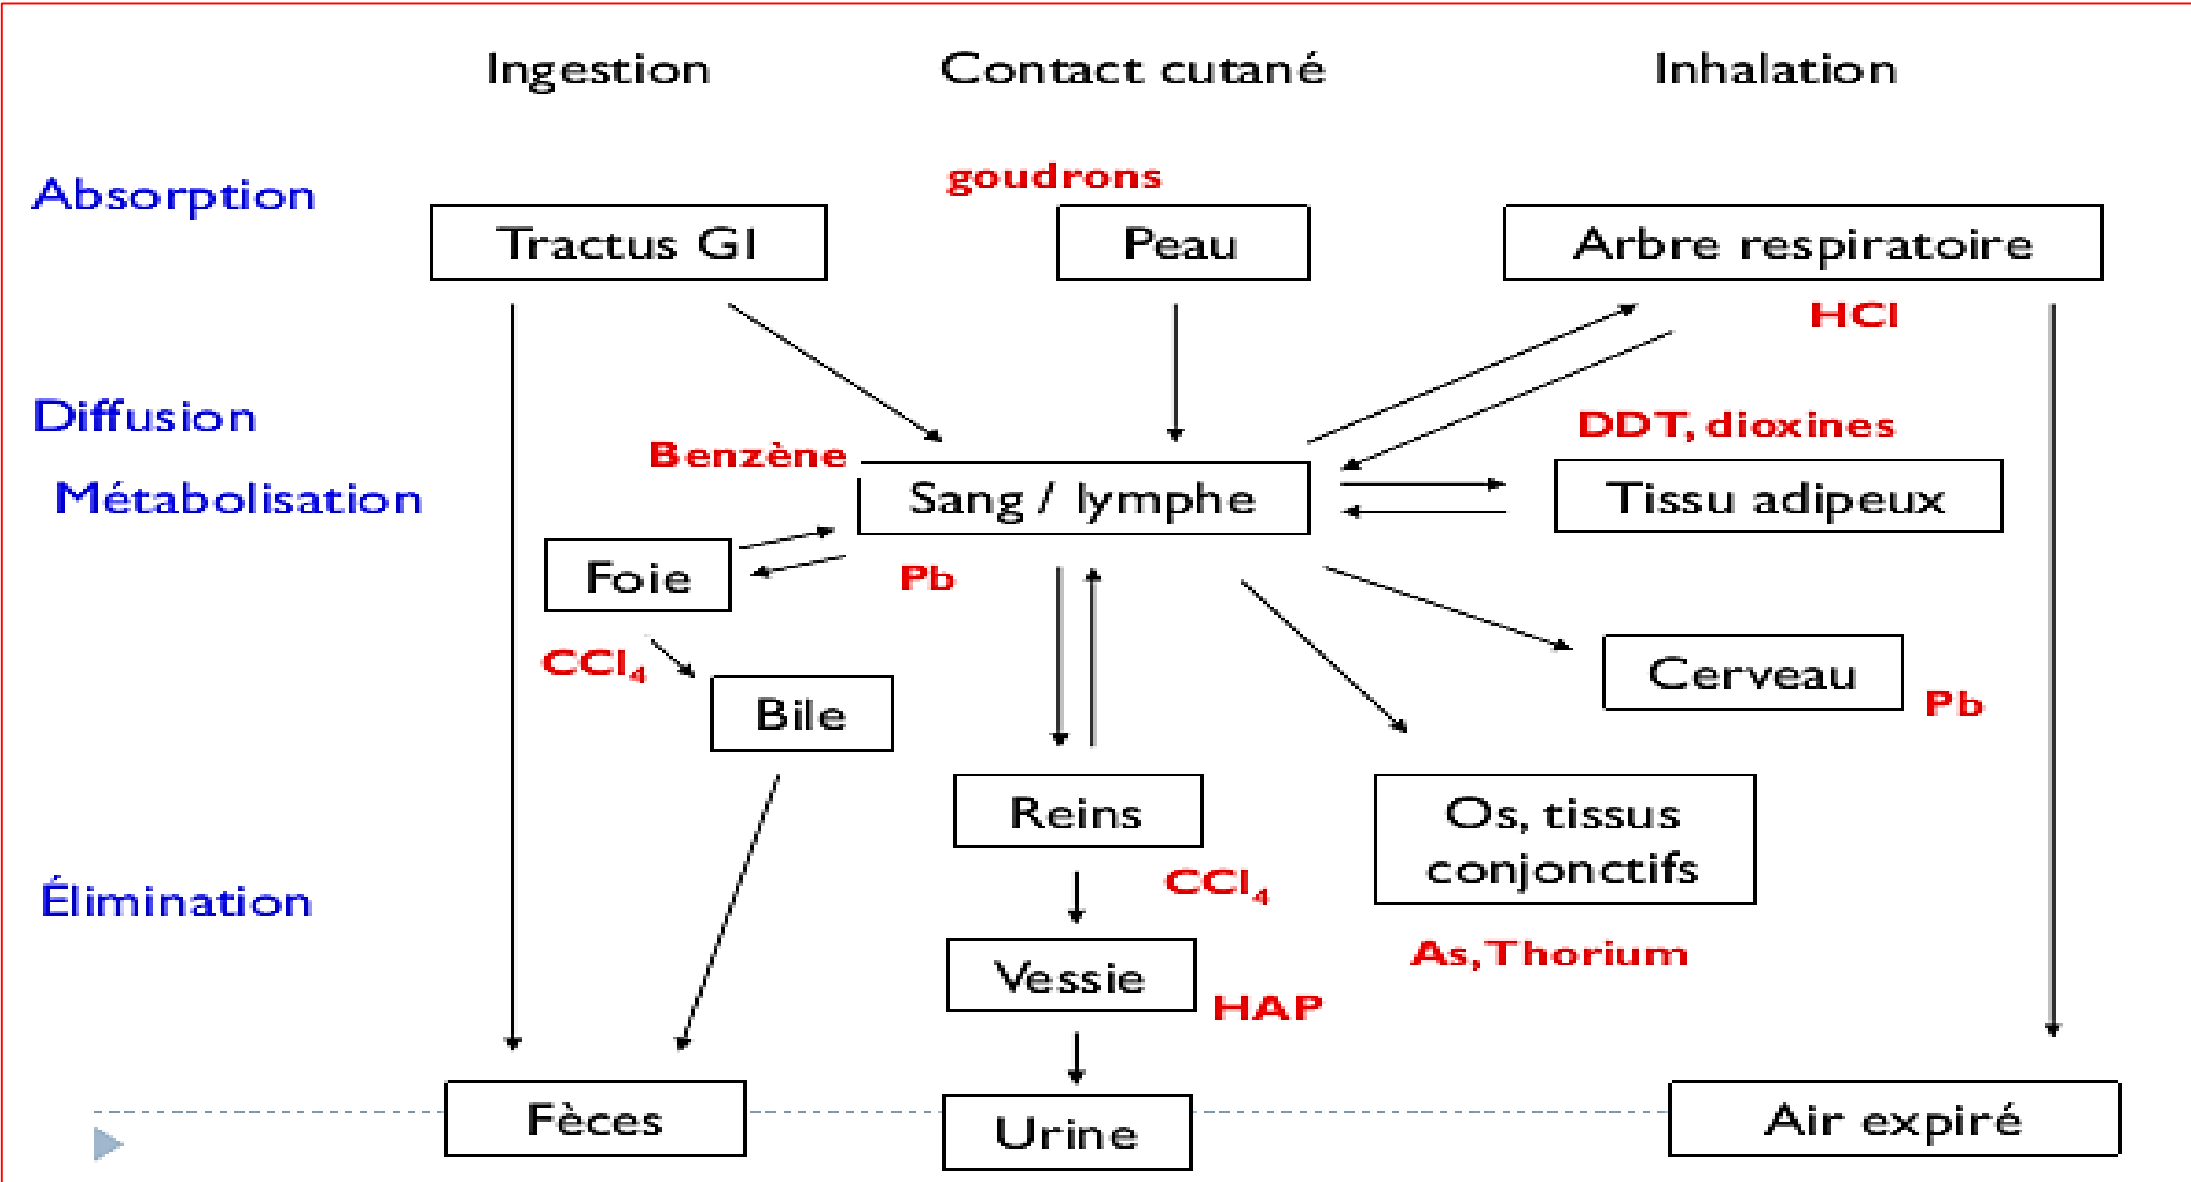 Ingestion
Contact cutané
Inhalation
Absorption
goudrons
Tractus GI
Peau
Arbre respiratoire
HCl
Diffusion
Benzène
DDT, dioxines
Métabolisation
Sang / lymphe
Tissu adipeux
Foie
Pb
CCl₄
Cerveau
Pb
Bile
Reins
Os, tissus
conjonctifs
CCl₄
Élimination
As, Thorium
Vessie
HAP
Fèces
Urine
Air expiré